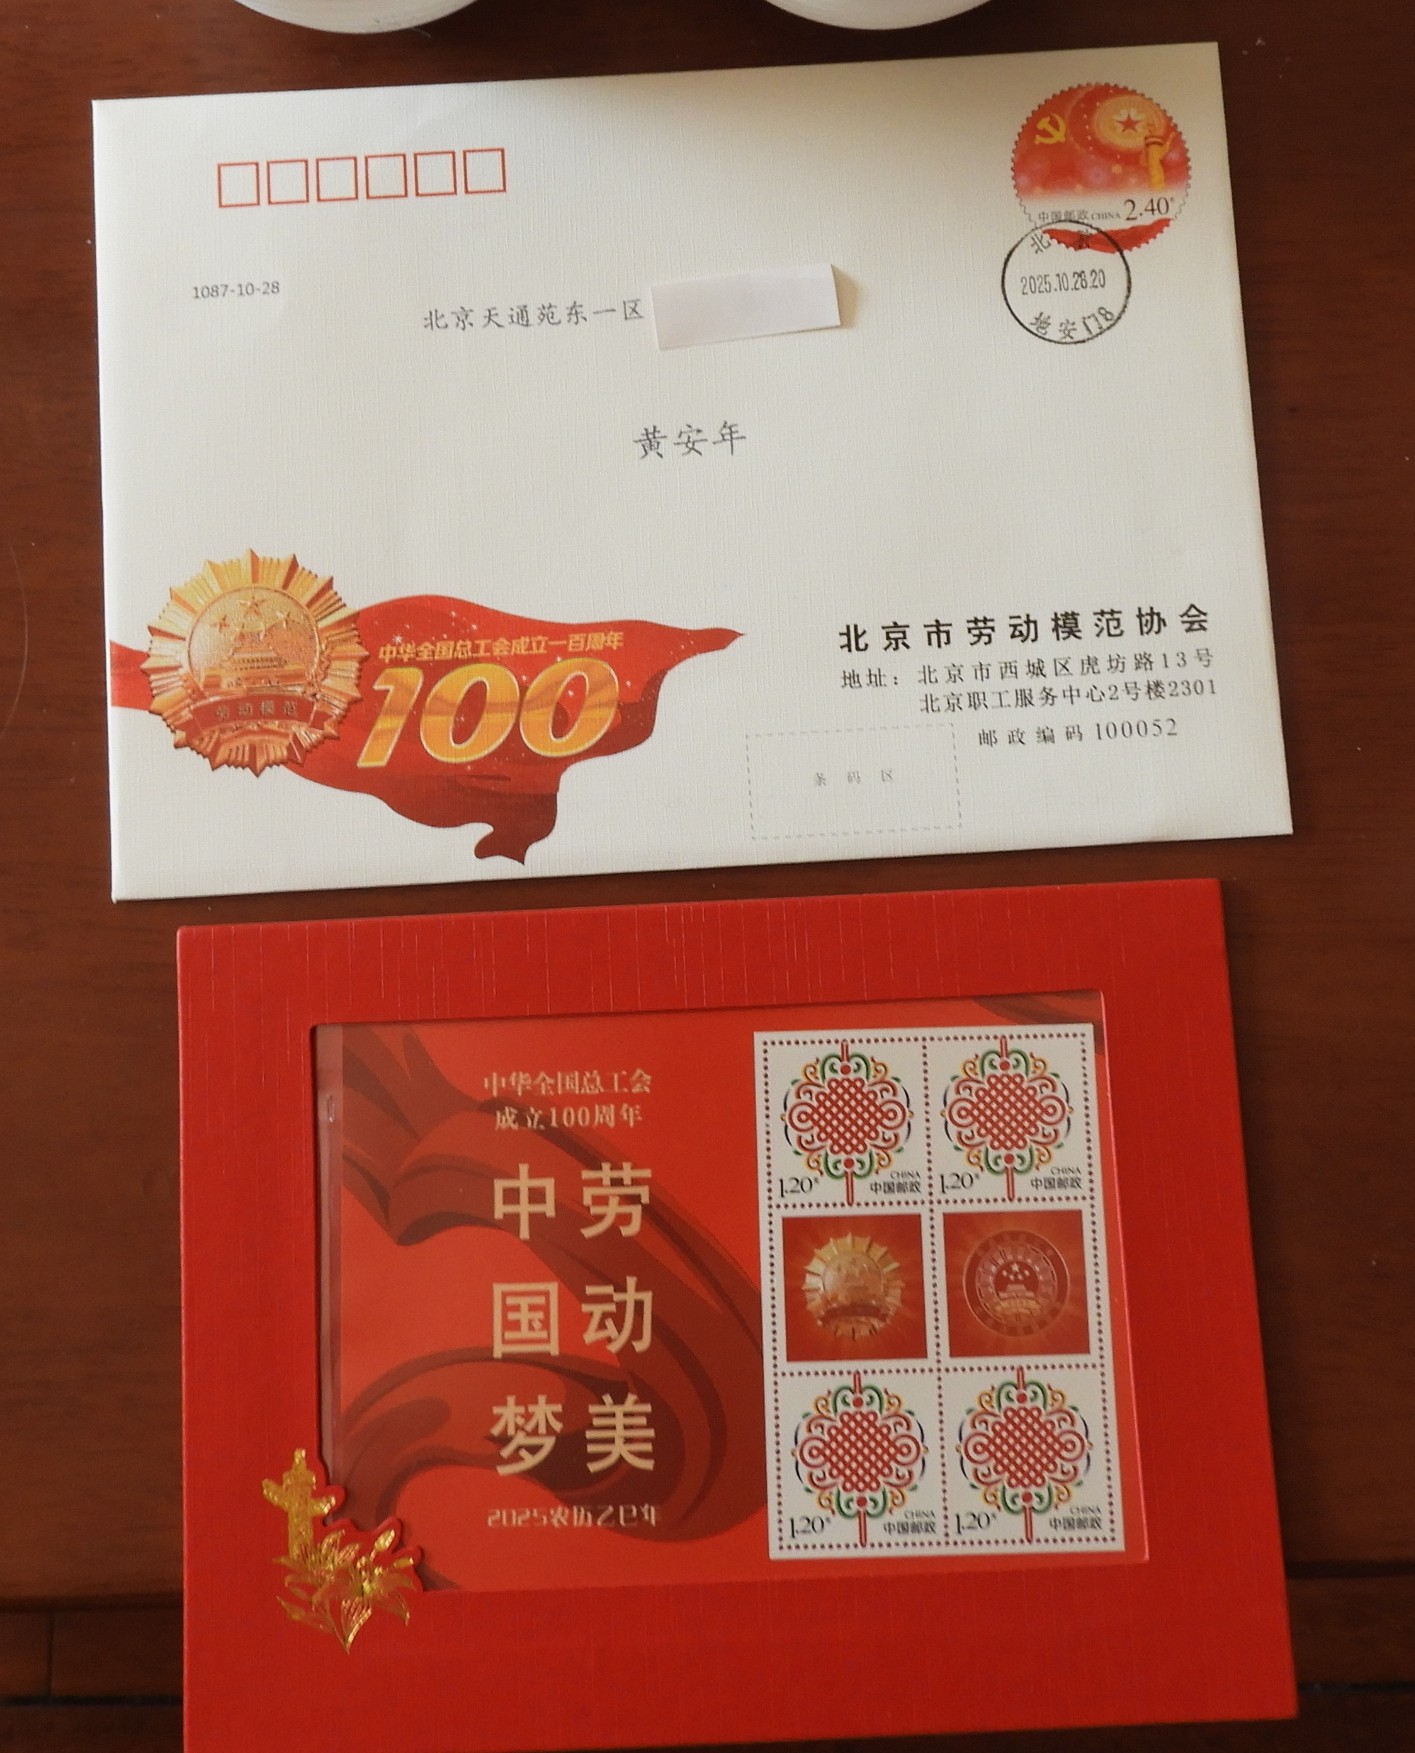 中国邮政 CHINA 2.40
北京
2025.10.28.20
地安门8
1087-10-28
北京天通苑东一区
黄安年
中华全国总工会成立一百周年
100
劳动模范
北京市劳动模范协会
地址：北京市西城区虎坊路13号
北京职工服务中心2号楼2301
邮政编码 100052
条码区
中华全国总工会
成立100周年
劳动美
中国梦
2025农历乙巳年
1.20 CHINA 中国邮政
1.20 CHINA 中国邮政
1.20 CHINA 中国邮政
1.20 CHINA 中国邮政